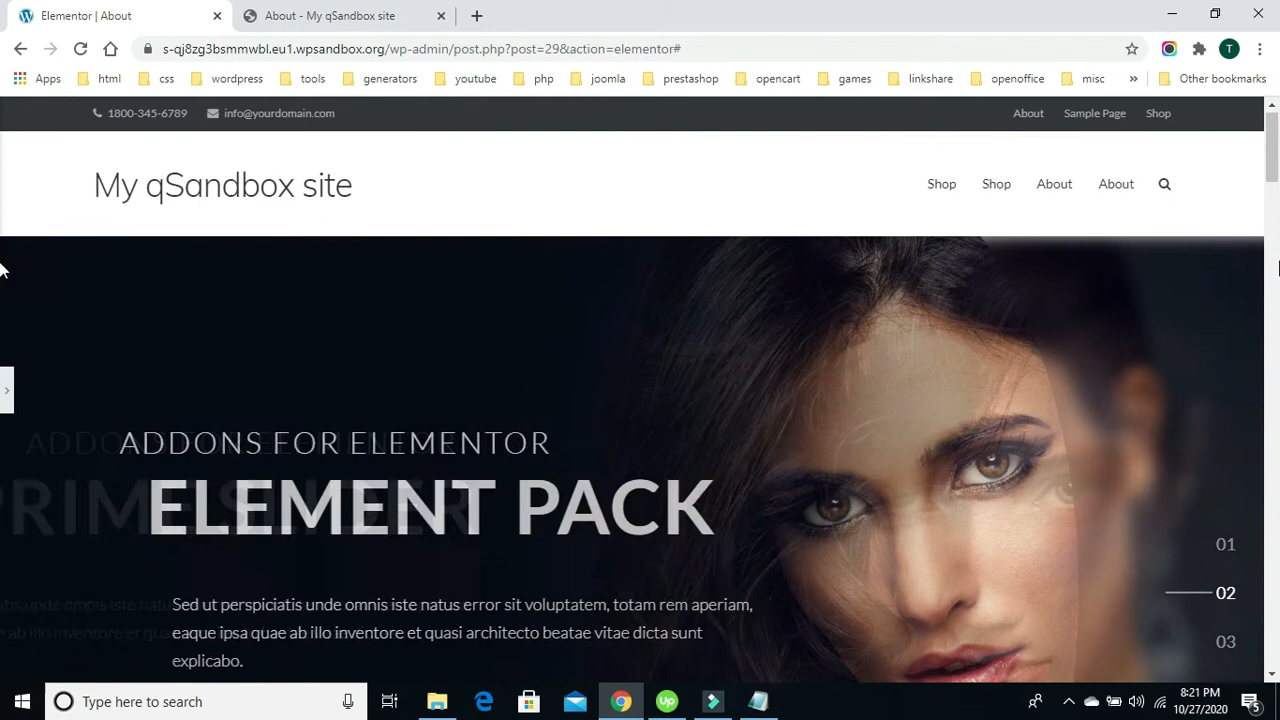 Elementor | About
About - My qSandbox site
s-qj8zg3bsmmwbl.eu1.wpsandbox.org/wp-admin/post.php?post=29&action=elementor#
T
Apps html css wordpress tools generators youtube php joomla prestashop opencart games linkshare openoffice misc » Other bookmarks
1800-345-6789 info@yourdomain.com About Sample Page Shop
My qSandbox site
Shop Shop About About
ADDONS FOR ELEMENTOR
ELEMENT PACK
Sed ut perspiciatis unde omnis iste natus error sit voluptatem, totam rem aperiam,
eaque ipsa quae ab illo inventore et quasi architecto beatae vitae dicta sunt
explicabo.
01
02
03
Type here to search
Up
8:21 PM
10/27/2020
5